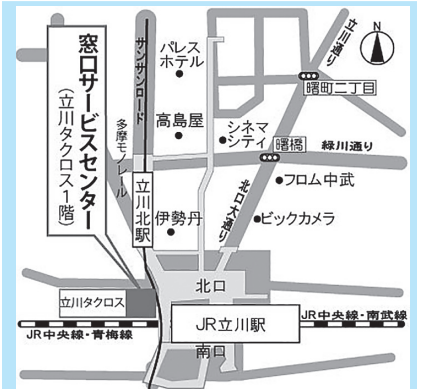 窓口サービスセンター
（立川タクロス1階）
サンサンロード
多摩モノレール
立川北駅
パレス
ホテル
高島屋
シネマ
シティ
伊勢丹
立川通り
N
曙町二丁目
曙橋
緑川通り
フロム中武
北口大通り
ビックカメラ
北口
立川タクロス
JR立川駅
JR中央線・青梅線
JR中央線・南武線
南口